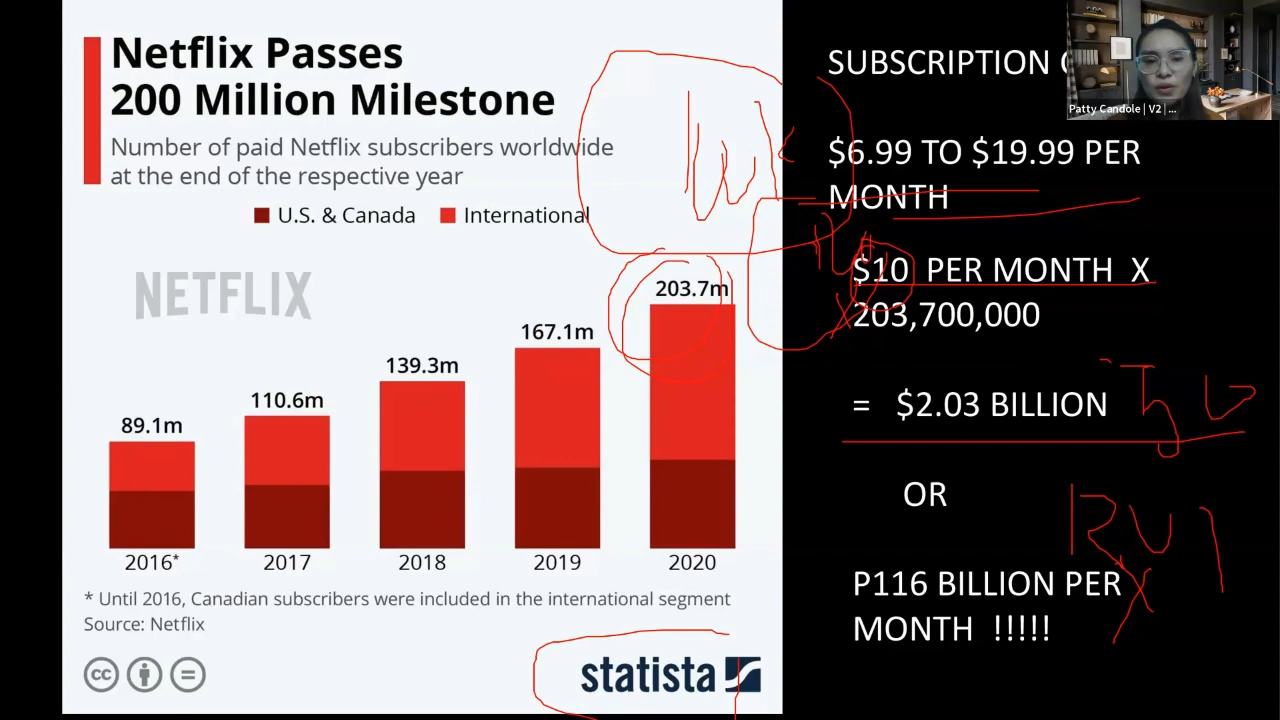 Netflix Passes
200 Million Milestone
Number of paid Netflix subscribers worldwide
at the end of the respective year
U.S. & Canada International
NETFLIX
89.1m
110.6m
139.3m
167.1m
203.7m
2016* 2017 2018 2019 2020
* Until 2016, Canadian subscribers were included in the international segment
Source: Netflix
cc
statista
SUBSCRIPTION
Patty Candole | V2 | ...
$6.99 TO $19.99 PER
MONTH
$10 PER MONTH X
203,700,000
= $2.03 BILLION
OR
P116 BILLION PER
MONTH !!!!!